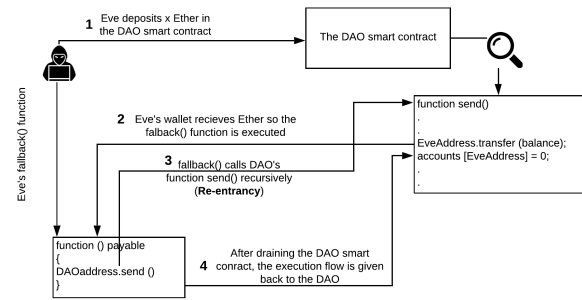 1 Eve deposits x Ether in
the DAO smart contract
The DAO smart contract
Eve's fallback() function
2 Eve's wallet recieves Ether so the
falback() function is executed
3 fallback() calls DAO's
function send() recursively
(Re-entrancy)
function send()
.
.
EveAddress.transfer (balance);
accounts [EveAddress] = 0;
.
.
function () payable
{
DAOaddress.send ()
}
4 After draining the DAO smart
conract, the execution flow is given
back to the DAO